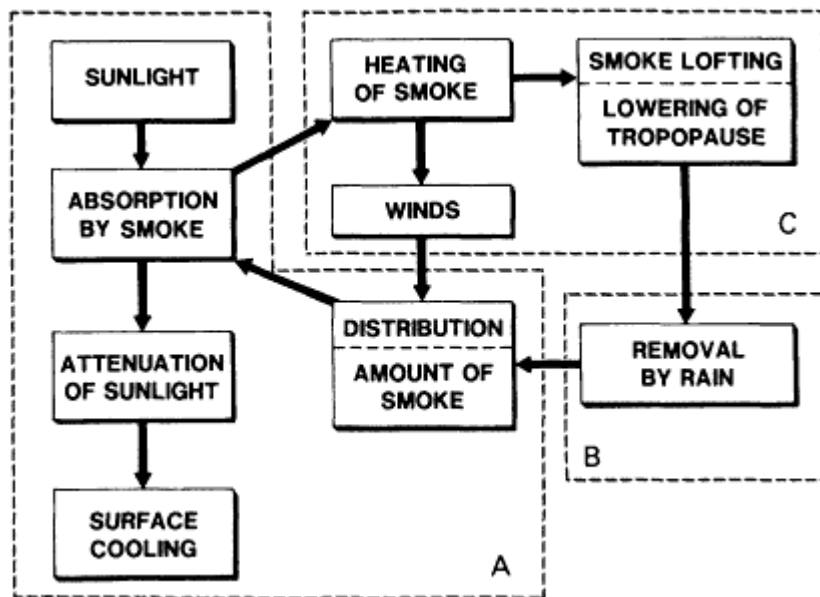 SUNLIGHT
ABSORPTION
BY SMOKE
ATTENUATION
OF SUNLIGHT
SURFACE
COOLING
HEATING
OF SMOKE
WINDS
DISTRIBUTION
AMOUNT OF
SMOKE
A
SMOKE LOFTING
LOWERING OF
TROPOPAUSE
C
REMOVAL
BY RAIN
B